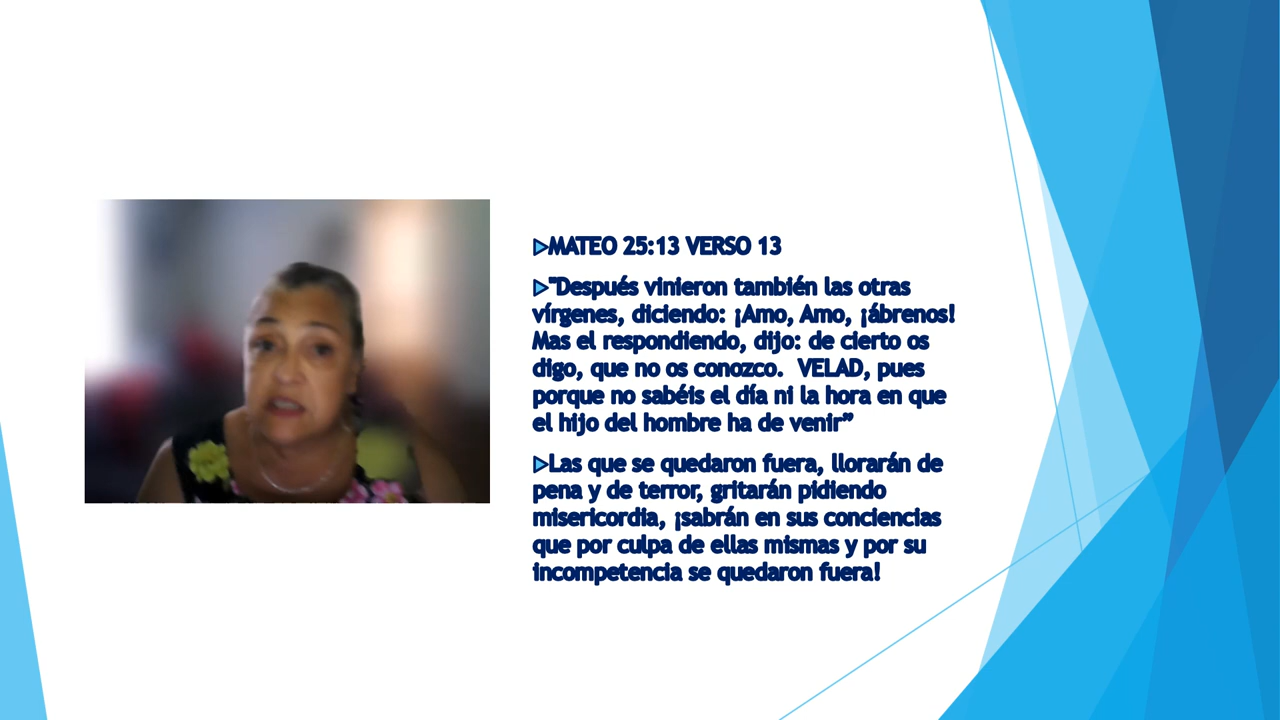 MATEO 25:13 VERSO 13
"Después vinieron también las otras
vírgenes, diciendo: ¡Amo, Amo, ¡ábrenos!
Mas el respondiendo, dijo: de cierto os
digo, que no os conozco.  VELAD, pues
porque no sabéis el día ni la hora en que
el hijo del hombre ha de venir”
Las que se quedaron fuera, llorarán de
pena y de terror, gritarán pidiendo
misericordia, ¡sabrán en sus conciencias
que por culpa de ellas mismas y por su
incompetencia se quedaron fuera!